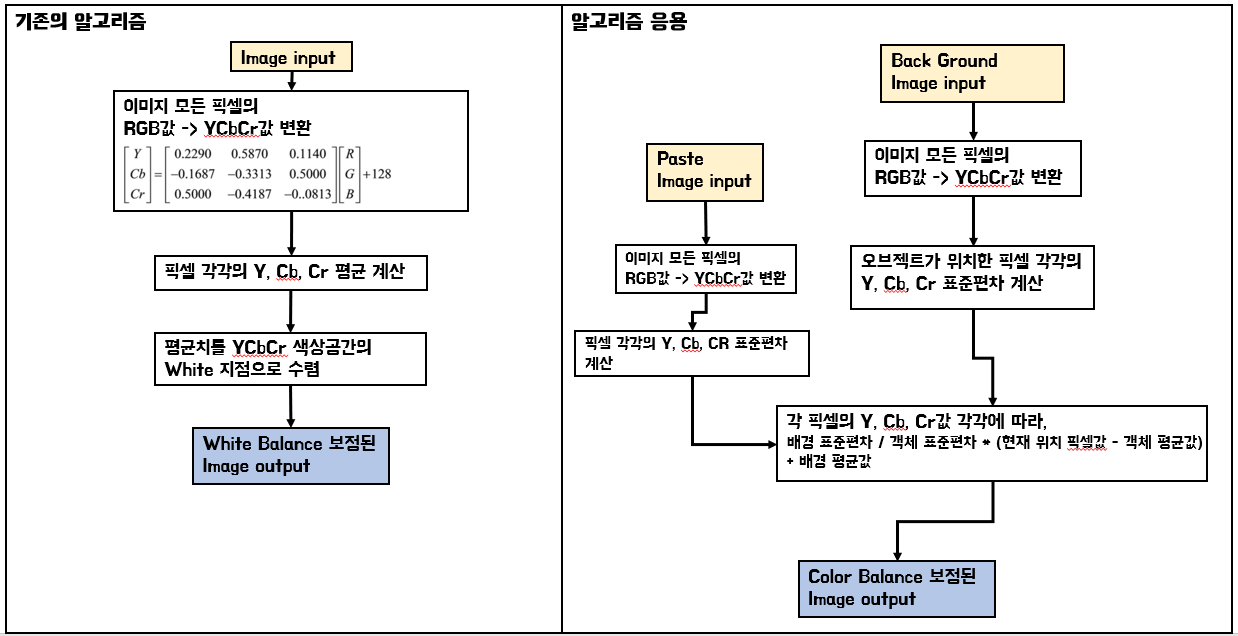 기존의 알고리즘
Image input
이미지 모든 픽셀의
RGB값 -> YCbCr값 변환
[Y] [0.2290 0.5870 0.1140] [R]
[Cb] = [−0.1687 −0.3313 0.5000] [G] +128
[Cr] [0.5000 −0.4187 −0..0813] [B]
픽셀 각각의 Y, Cb, Cr 평균 계산
평균치를 YCbCr 색상공간의
White 지점으로 수렴
White Balance 보정된
Image output
알고리즘 응용
Back Ground
Image input
이미지 모든 픽셀의
RGB값 -> YCbCr값 변환
오브젝트가 위치한 픽셀 각각의
Y, Cb, Cr 표준편차 계산
Paste
Image input
이미지 모든 픽셀의
RGB값 -> YCbCr값 변환
픽셀 각각의 Y, Cb, CR 표준편차
계산
각 픽셀의 Y, Cb, Cr값 각각에 따라,
배경 표준편차 / 객체 표준편차 * (현재 위치 픽셀값 - 객체 평균값)
+ 배경 평균값
Color Balance 보정된
Image output